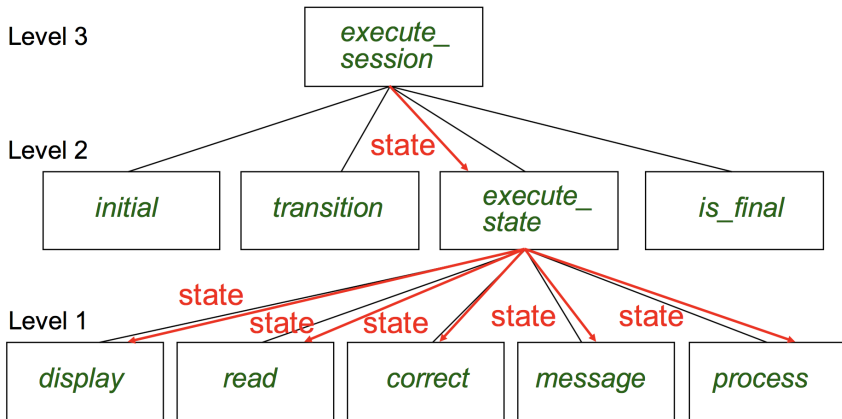 Level 3
execute_
session
Level 2
state
initial
transition
execute_
state
is_final
Level 1
state
state
state
state
state
display
read
correct
message
process